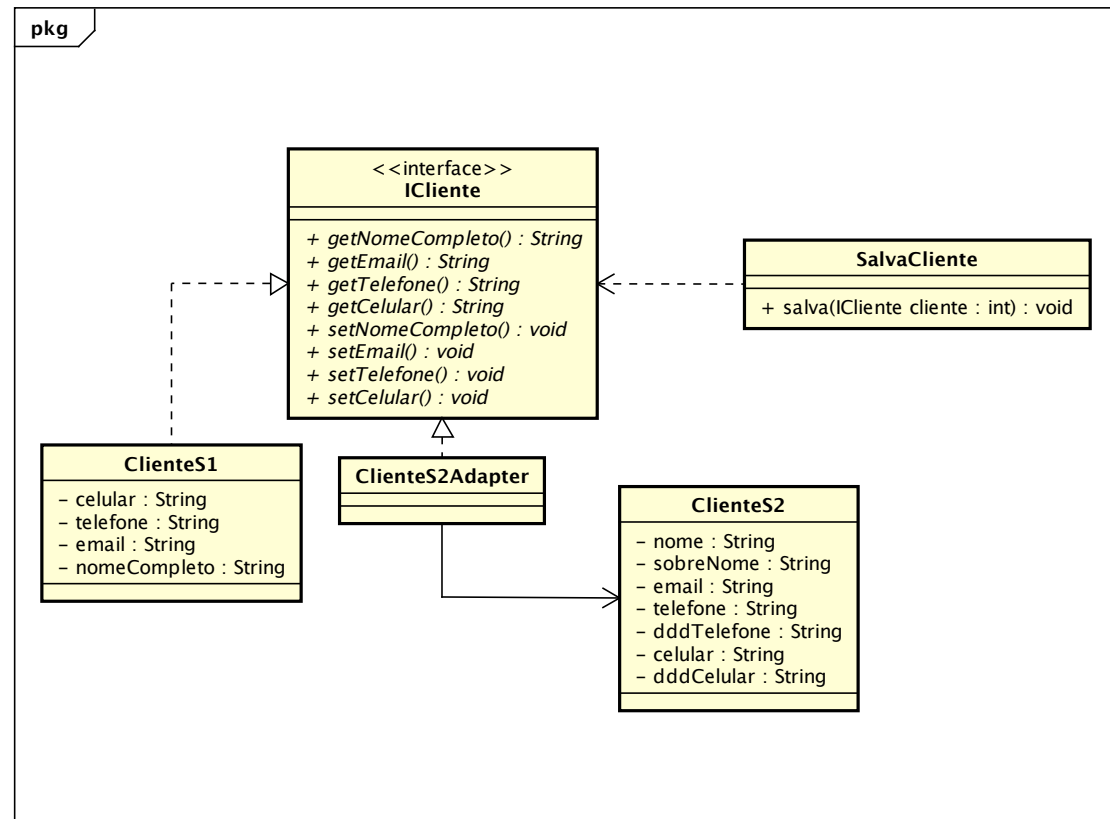 pkg
<<interface>>
ICliente
+ getNomeCompleto() : String
+ getEmail() : String
+ getTelefone() : String
+ getCelular() : String
+ setNomeCompleto() : void
+ setEmail() : void
+ setTelefone() : void
+ setCelular() : void
SalvaCliente
+ salva(ICliente cliente : int) : void
ClienteS1
– celular : String
– telefone : String
– email : String
– nomeCompleto : String
ClienteS2Adapter
ClienteS2
– nome : String
– sobreNome : String
– email : String
– telefone : String
– dddTelefone : String
– celular : String
– dddCelular : String